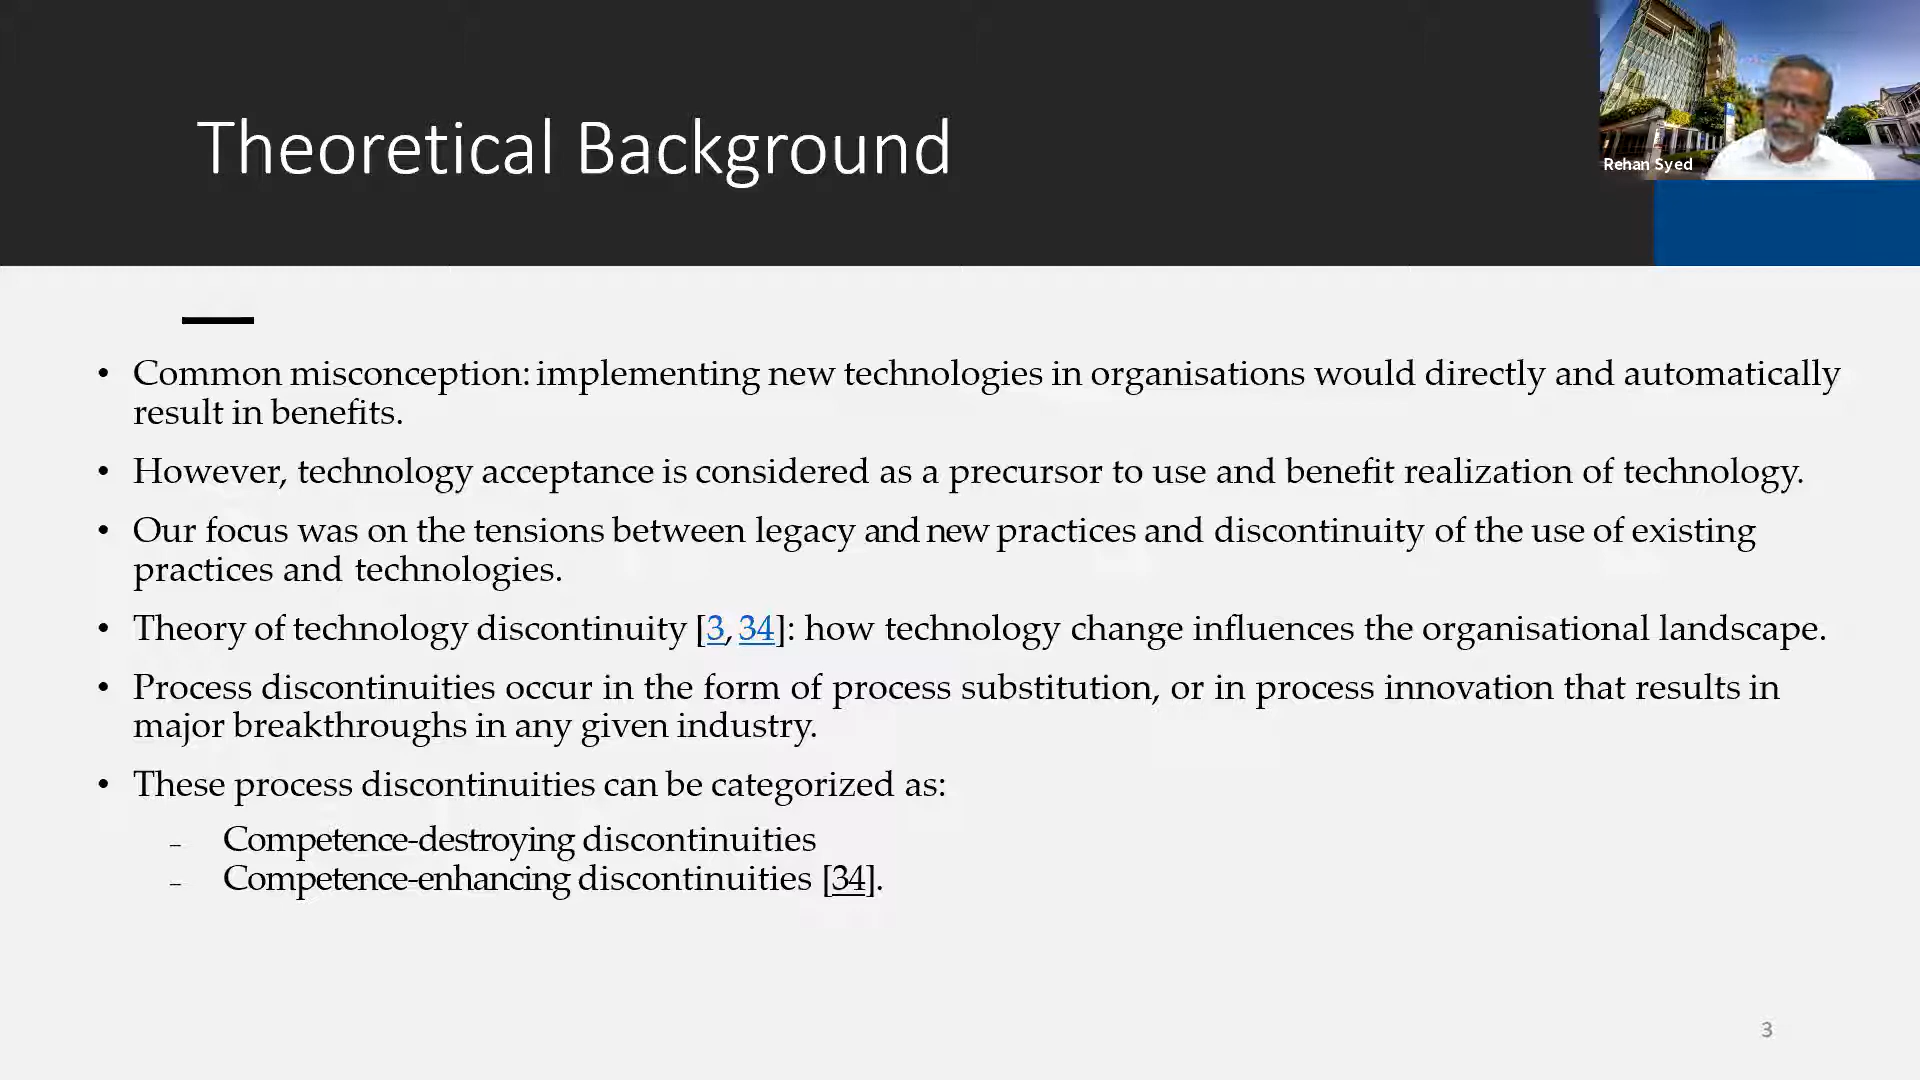 Theoretical Background
Rehan Syed
• Common misconception: implementing new technologies in organisations would directly and automatically
result in benefits.
• However, technology acceptance is considered as a precursor to use and benefit realization of technology.
• Our focus was on the tensions between legacy and new practices and discontinuity of the use of existing
practices and technologies.
• Theory of technology discontinuity [3, 34]: how technology change influences the organisational landscape.
• Process discontinuities occur in the form of process substitution, or in process innovation that results in
major breakthroughs in any given industry.
• These process discontinuities can be categorized as:
– Competence-destroying discontinuities
– Competence-enhancing discontinuities [34].
3